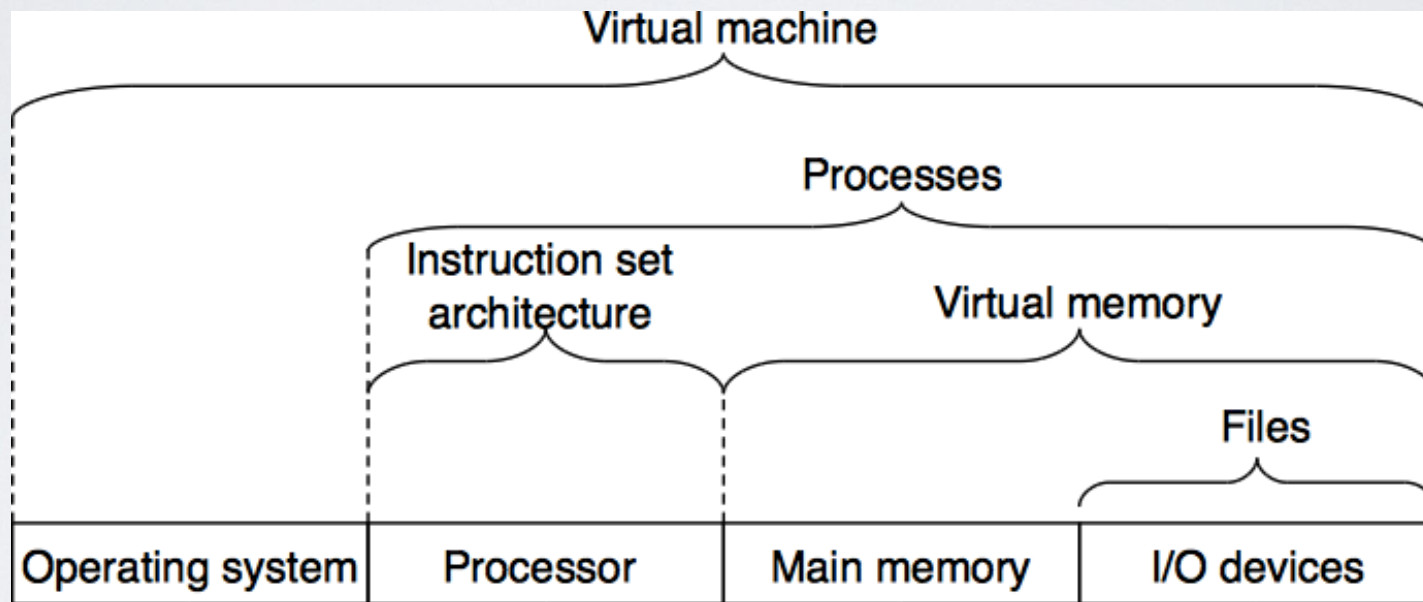 Virtual machine
Processes
Instruction set
architecture
Virtual memory
Files
Operating system
Processor
Main memory
I/O devices